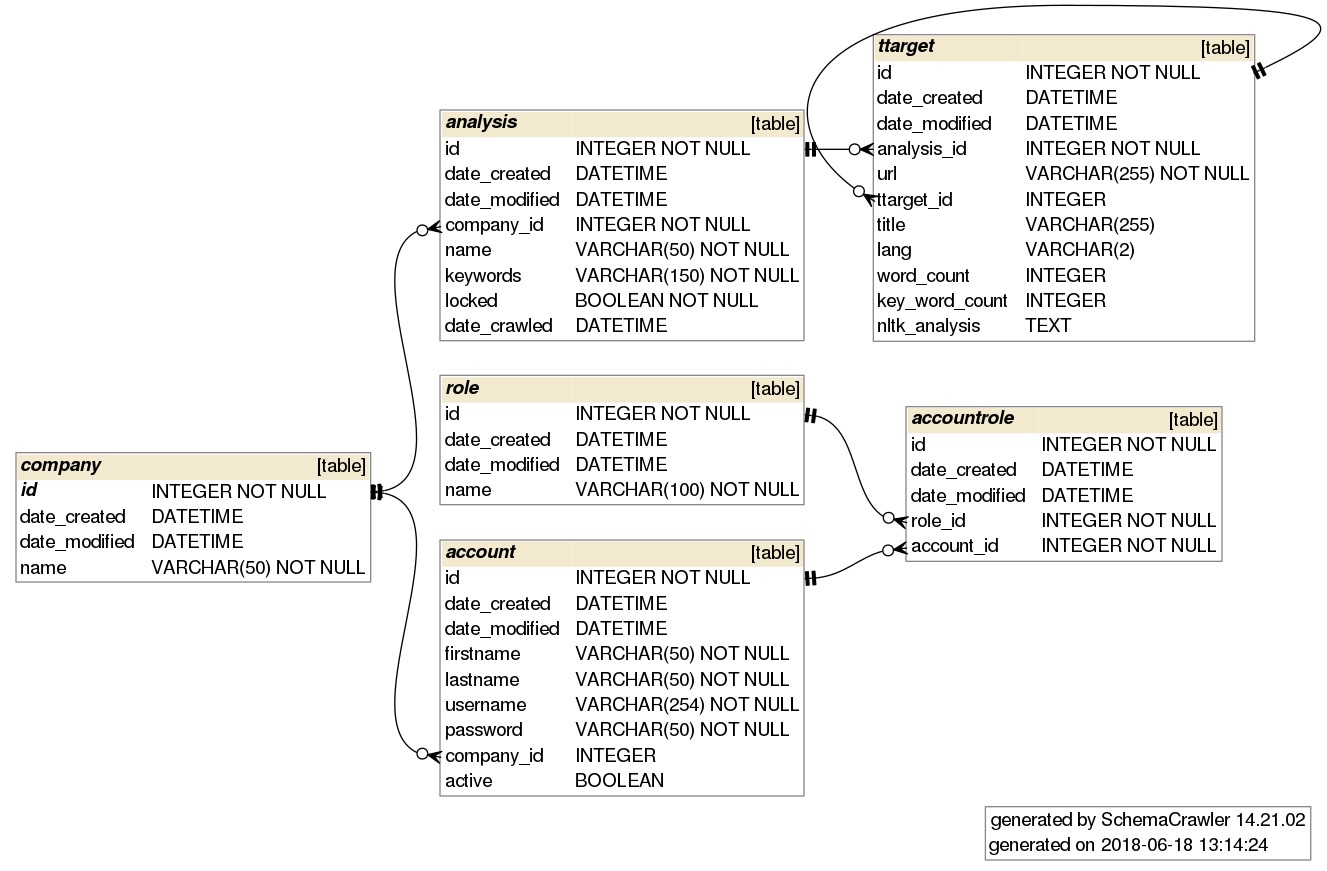 ttarget [table]
id INTEGER NOT NULL
date_created DATETIME
date_modified DATETIME
analysis_id INTEGER NOT NULL
url VARCHAR(255) NOT NULL
ttarget_id INTEGER
title VARCHAR(255)
lang VARCHAR(2)
word_count INTEGER
key_word_count INTEGER
nltk_analysis TEXT
analysis [table]
id INTEGER NOT NULL
date_created DATETIME
date_modified DATETIME
company_id INTEGER NOT NULL
name VARCHAR(50) NOT NULL
keywords VARCHAR(150) NOT NULL
locked BOOLEAN NOT NULL
date_crawled DATETIME
role [table]
id INTEGER NOT NULL
date_created DATETIME
date_modified DATETIME
name VARCHAR(100) NOT NULL
accountrole [table]
id INTEGER NOT NULL
date_created DATETIME
date_modified DATETIME
role_id INTEGER NOT NULL
account_id INTEGER NOT NULL
company [table]
id INTEGER NOT NULL
date_created DATETIME
date_modified DATETIME
name VARCHAR(50) NOT NULL
account [table]
id INTEGER NOT NULL
date_created DATETIME
date_modified DATETIME
firstname VARCHAR(50) NOT NULL
lastname VARCHAR(50) NOT NULL
username VARCHAR(254) NOT NULL
password VARCHAR(50) NOT NULL
company_id INTEGER
active BOOLEAN
generated by SchemaCrawler 14.21.02
generated on 2018-06-18 13:14:24